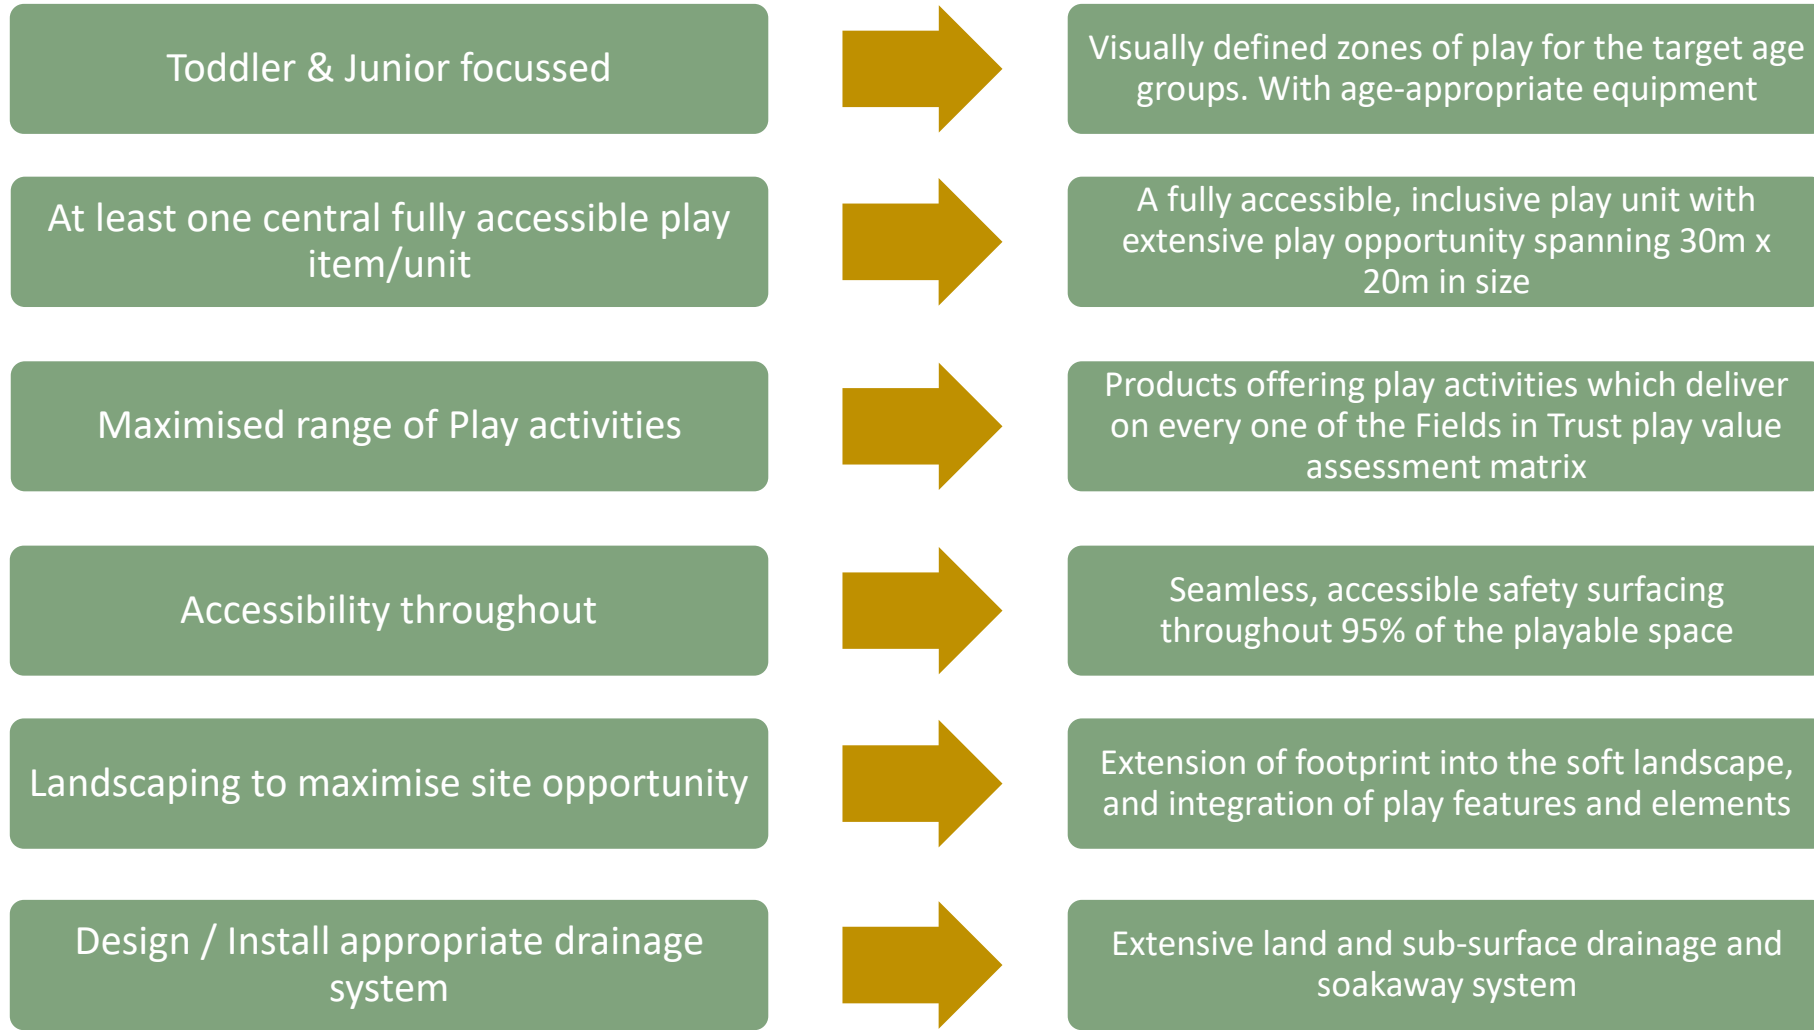 Toddler & Junior focussed
Visually defined zones of play for the target age
groups. With age-appropriate equipment
At least one central fully accessible play
item/unit
A fully accessible, inclusive play unit with
extensive play opportunity spanning 30m x
20m in size
Maximised range of Play activities
Products offering play activities which deliver
on every one of the Fields in Trust play value
assessment matrix
Accessibility throughout
Seamless, accessible safety surfacing
throughout 95% of the playable space
Landscaping to maximise site opportunity
Extension of footprint into the soft landscape,
and integration of play features and elements
Design / Install appropriate drainage
system
Extensive land and sub-surface drainage and
soakaway system